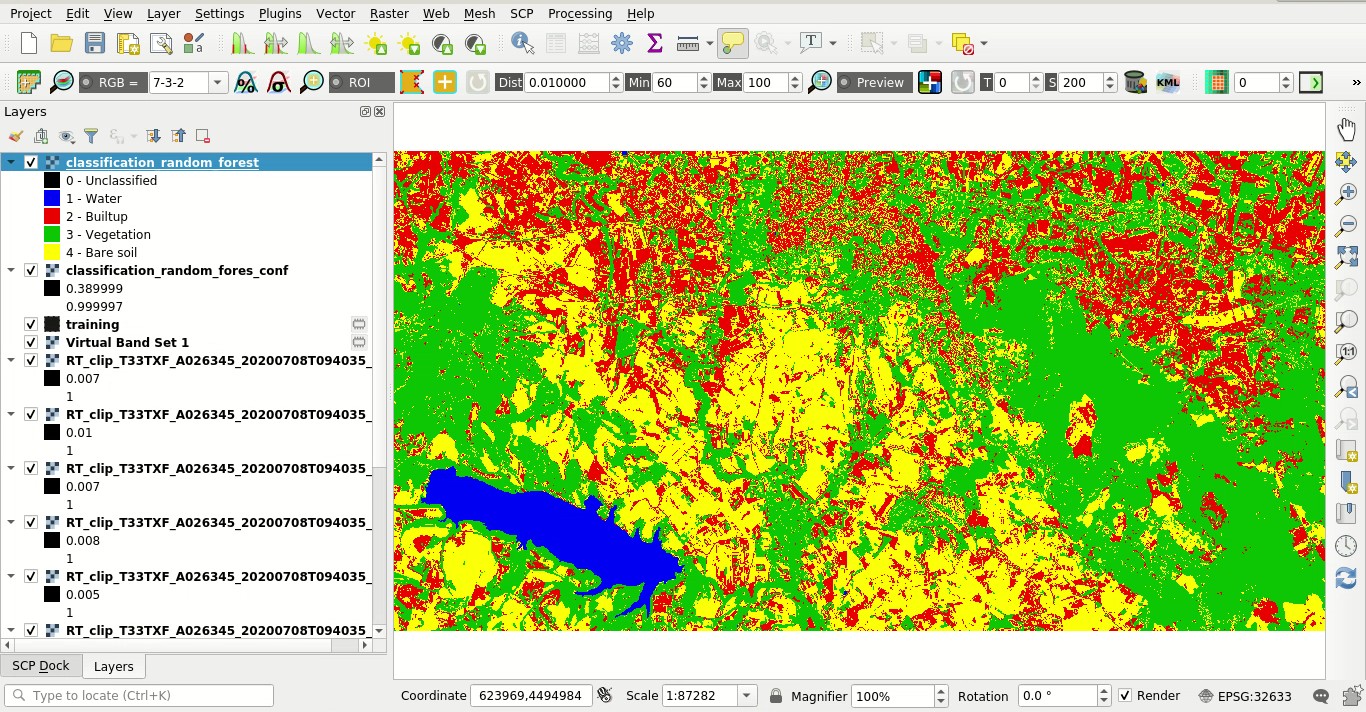 Project Edit View Layer Settings Plugins Vector Raster Web Mesh SCP Processing Help
RGB = 7-3-2 ROI Dist 0.010000 Min 60 Max 100 Preview T 0 S 200 KML 0 »
Layers
classification_random_forest
0 - Unclassified
1 - Water
2 - Builtup
3 - Vegetation
4 - Bare soil
classification_random_fores_conf
0.389999
0.999997
training
Virtual Band Set 1
RT_clip_T33TXF_A026345_20200708T094035_
0.007
1
RT_clip_T33TXF_A026345_20200708T094035_
0.01
1
RT_clip_T33TXF_A026345_20200708T094035_
0.007
1
RT_clip_T33TXF_A026345_20200708T094035_
0.008
1
RT_clip_T33TXF_A026345_20200708T094035_
0.005
1
RT_clip_T33TXF_A026345_20200708T094035_
1:1
SCP Dock Layers
Type to locate (Ctrl+K) Coordinate 623969,4494984 Scale 1:87282 Magnifier 100% Rotation 0.0 ° Render EPSG:32633